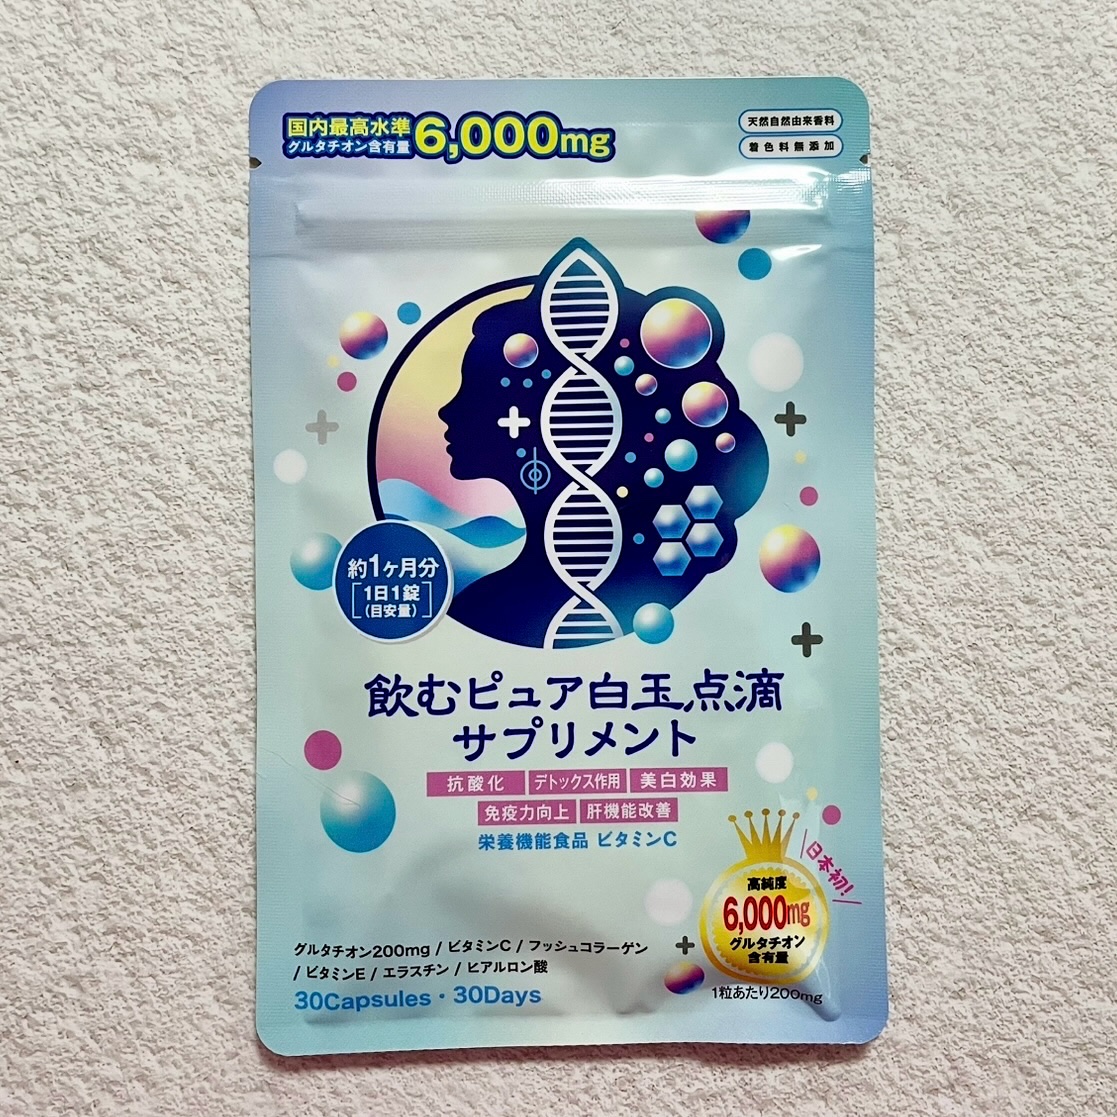 国内最高水準
グルタチオン含有量
6,000mg
天然自然由来香料
着色料無添加
約1ヶ月分
[1日1錠
(目安量)]
飲むピュア白玉点滴
サプリメント
抗酸化 デトックス作用 美白効果
免疫力向上 肝機能改善
栄養機能食品 ビタミンC
日本初!
高純度
6,000mg
グルタチオン
含有量
1粒あたり200mg
グルタチオン200mg / ビタミンC / フッシュコラーゲン
/ ビタミンE / エラスチン / ヒアルロン酸
30Capsules・30Days